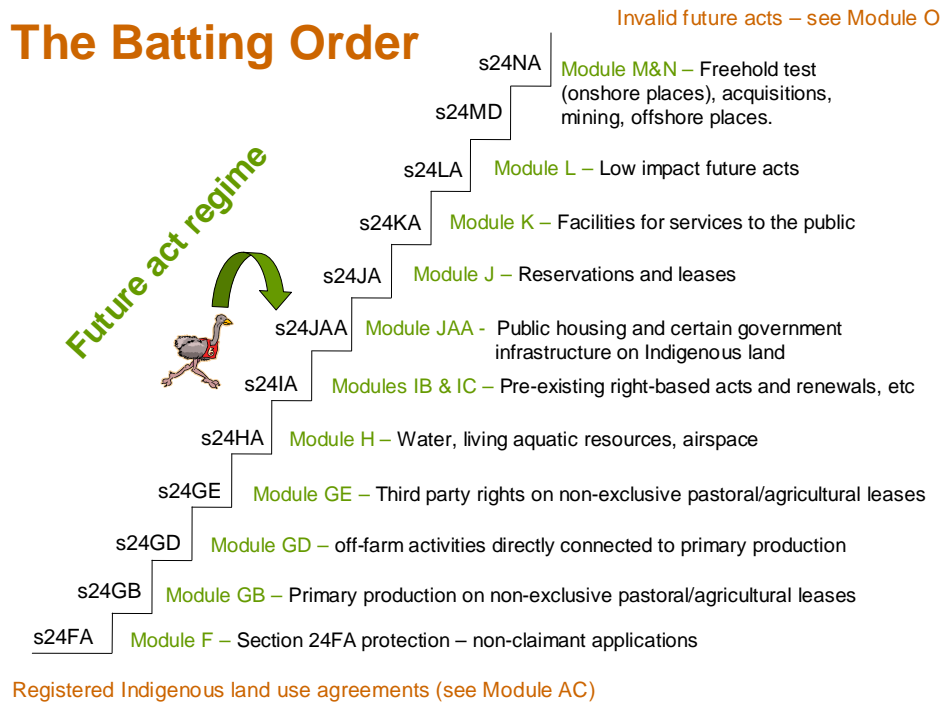 Invalid future acts – see Module O
The Batting Order
s24NA
Module M&N – Freehold test
(onshore places), acquisitions,
mining, offshore places.
s24MD
s24LA
Module L – Low impact future acts
s24KA
Module K – Facilities for services to the public
Future act regime
s24JA
Module J – Reservations and leases
s24JAA
Module JAA - Public housing and certain government
infrastructure on Indigenous land
s24IA
Modules IB & IC – Pre-existing right-based acts and renewals, etc
s24HA
Module H – Water, living aquatic resources, airspace
s24GE
Module GE – Third party rights on non-exclusive pastoral/agricultural leases
s24GD
Module GD – off-farm activities directly connected to primary production
s24GB
Module GB – Primary production on non-exclusive pastoral/agricultural leases
s24FA
Module F – Section 24FA protection – non-claimant applications
Registered Indigenous land use agreements (see Module AC)